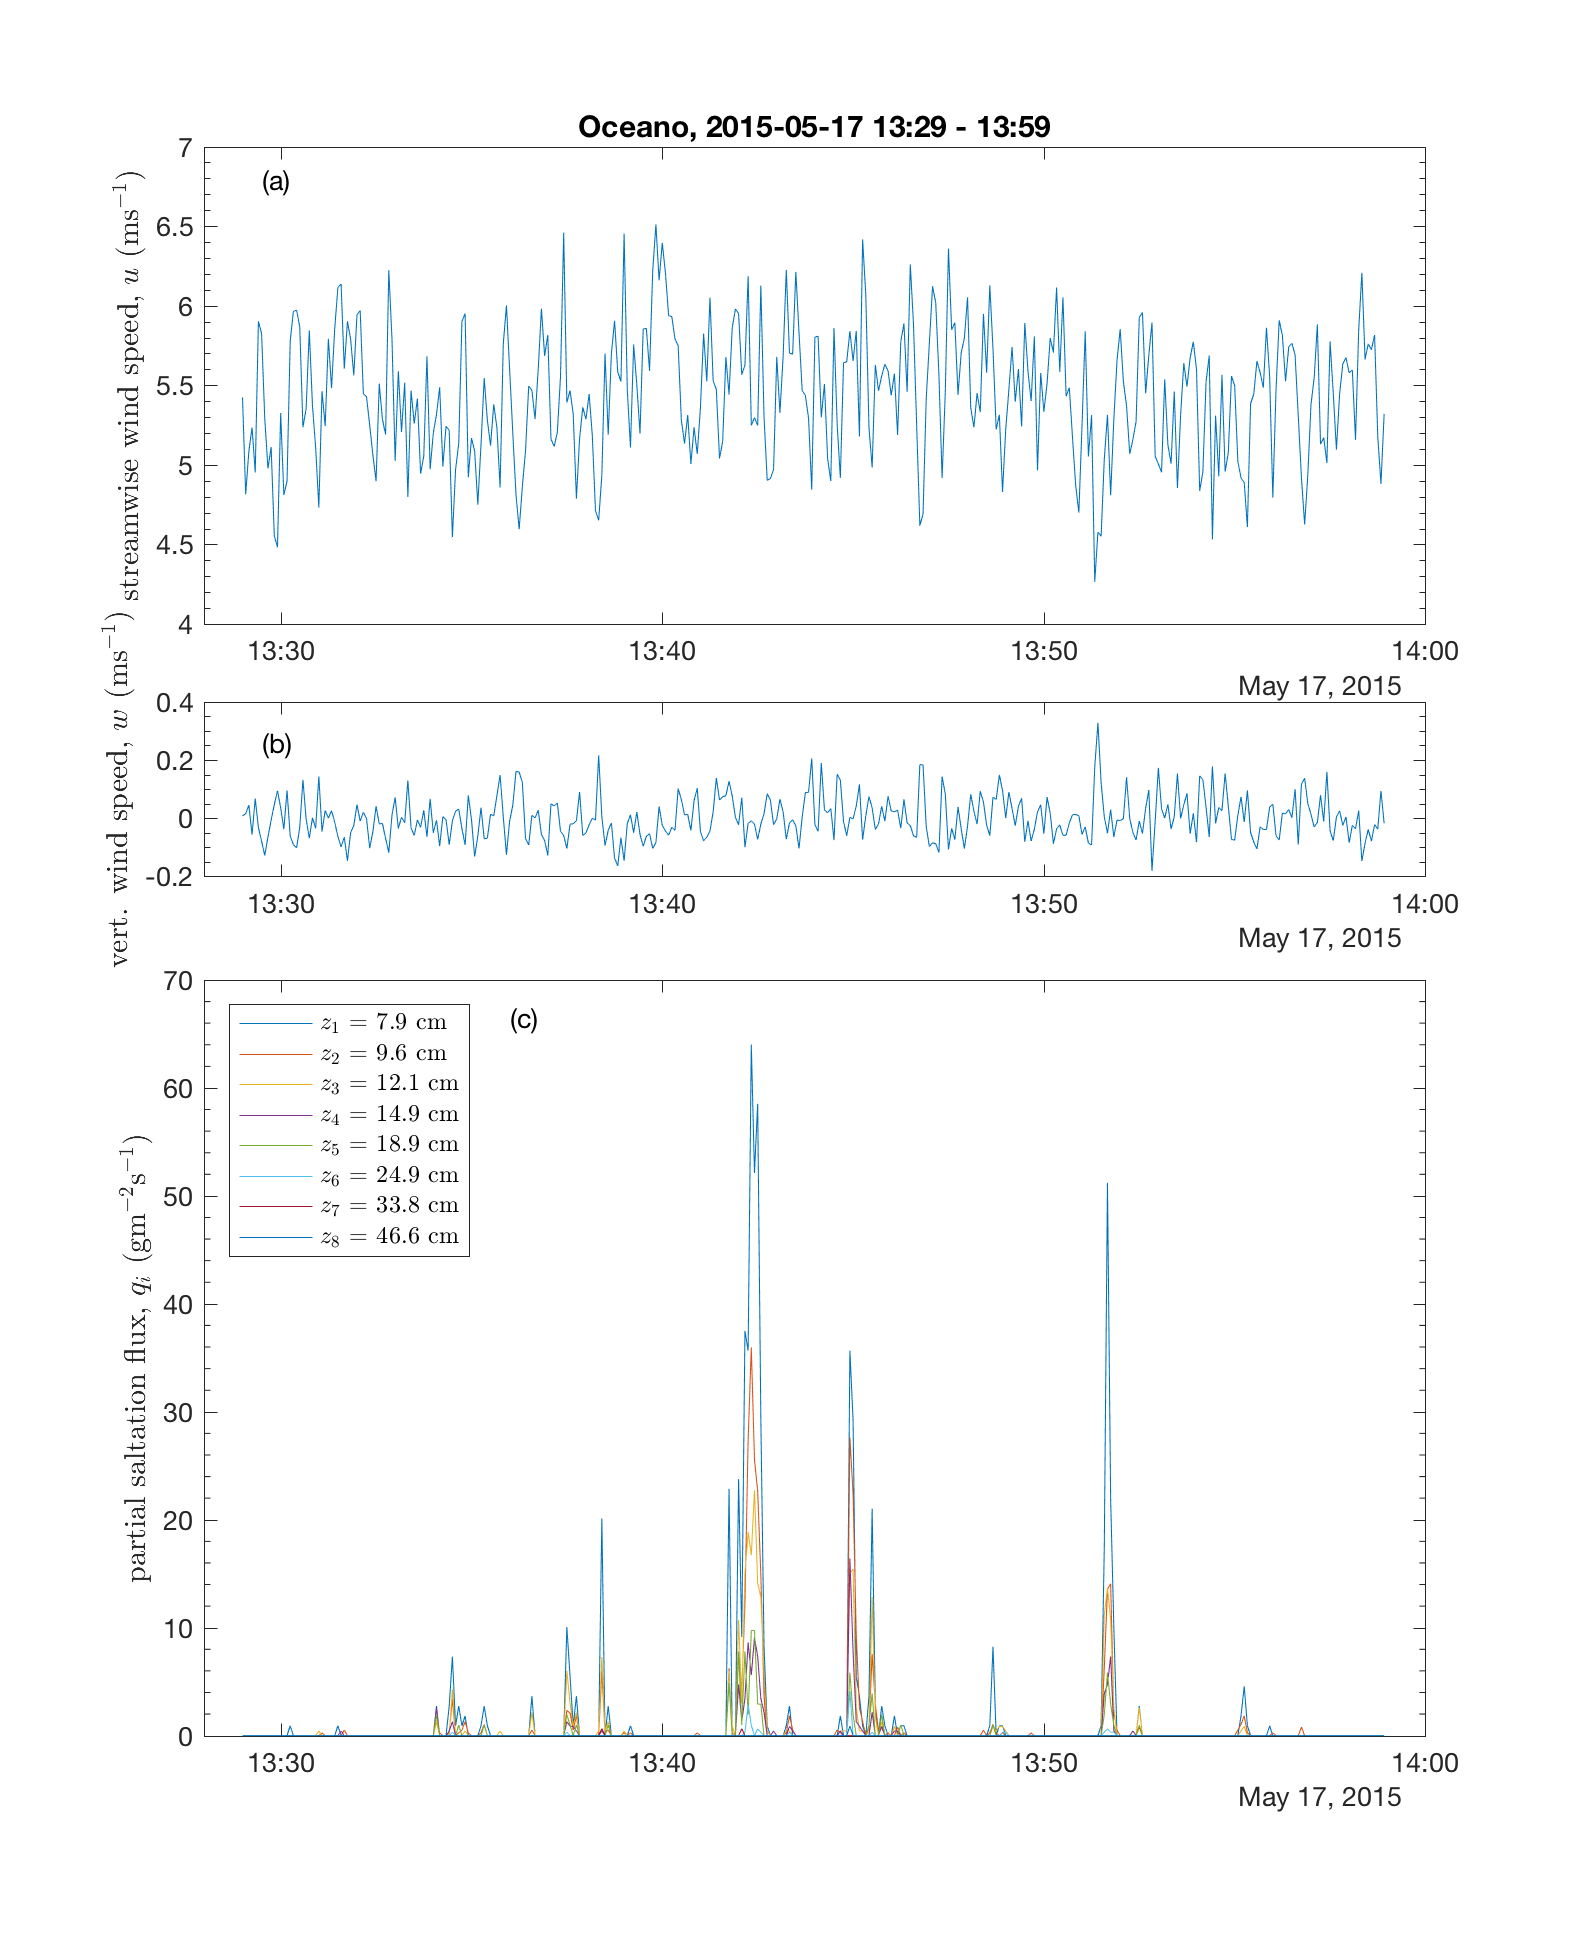 Oceano, 2015-05-17 13:29 - 13:59
(a)
streamwise wind speed, u (ms⁻¹)
7
6.5
6
5.5
5
4.5
4
13:30 13:40 13:50 14:00
May 17, 2015
(b)
vert. wind speed, w (ms⁻¹)
0.4
0.2
0
-0.2
13:30 13:40 13:50 14:00
May 17, 2015
(c)
partial saltation flux, qᵢ (gm⁻²s⁻¹)
70
60
50
40
30
20
10
0
z₁ = 7.9 cm
z₂ = 9.6 cm
z₃ = 12.1 cm
z₄ = 14.9 cm
z₅ = 18.9 cm
z₆ = 24.9 cm
z₇ = 33.8 cm
z₈ = 46.6 cm
13:30 13:40 13:50 14:00
May 17, 2015